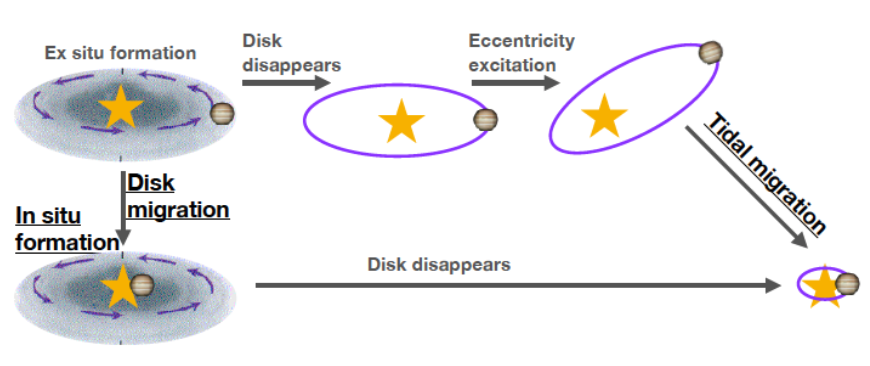 Ex situ formation
Disk
disappears
Eccentricity
excitation
Tidal migration
Disk
migration
In situ
formation
Disk disappears